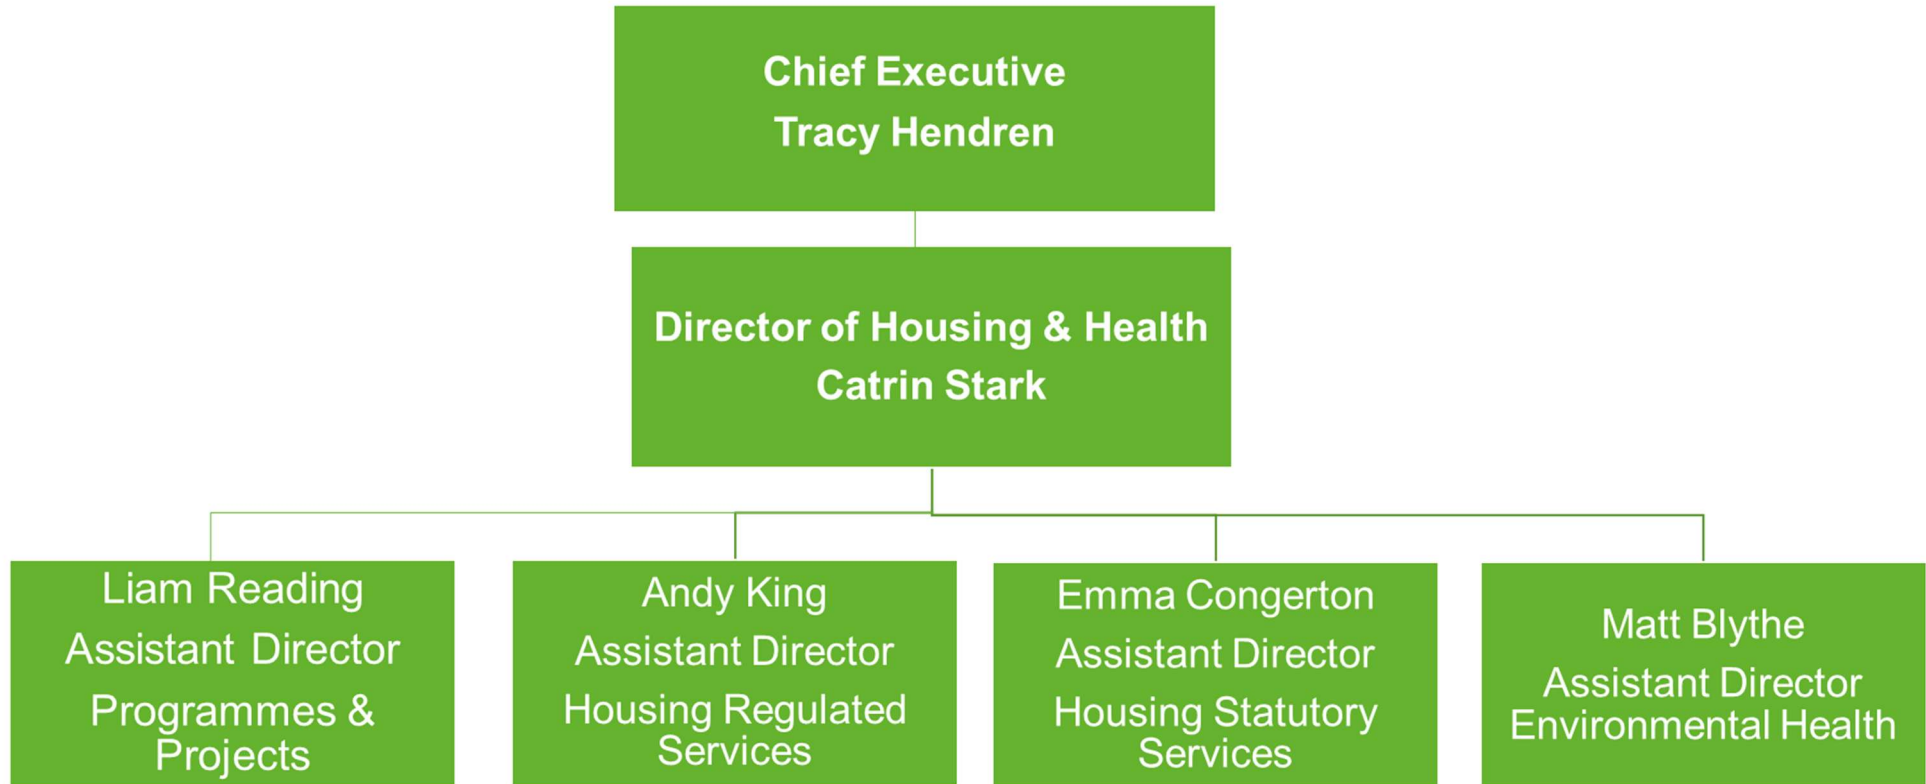 Chief Executive
Tracy Hendren
Director of Housing & Health
Catrin Stark
Liam Reading
Assistant Director
Programmes &
Projects
Andy King
Assistant Director
Housing Regulated
Services
Emma Congerton
Assistant Director
Housing Statutory
Services
Matt Blythe
Assistant Director
Environmental Health